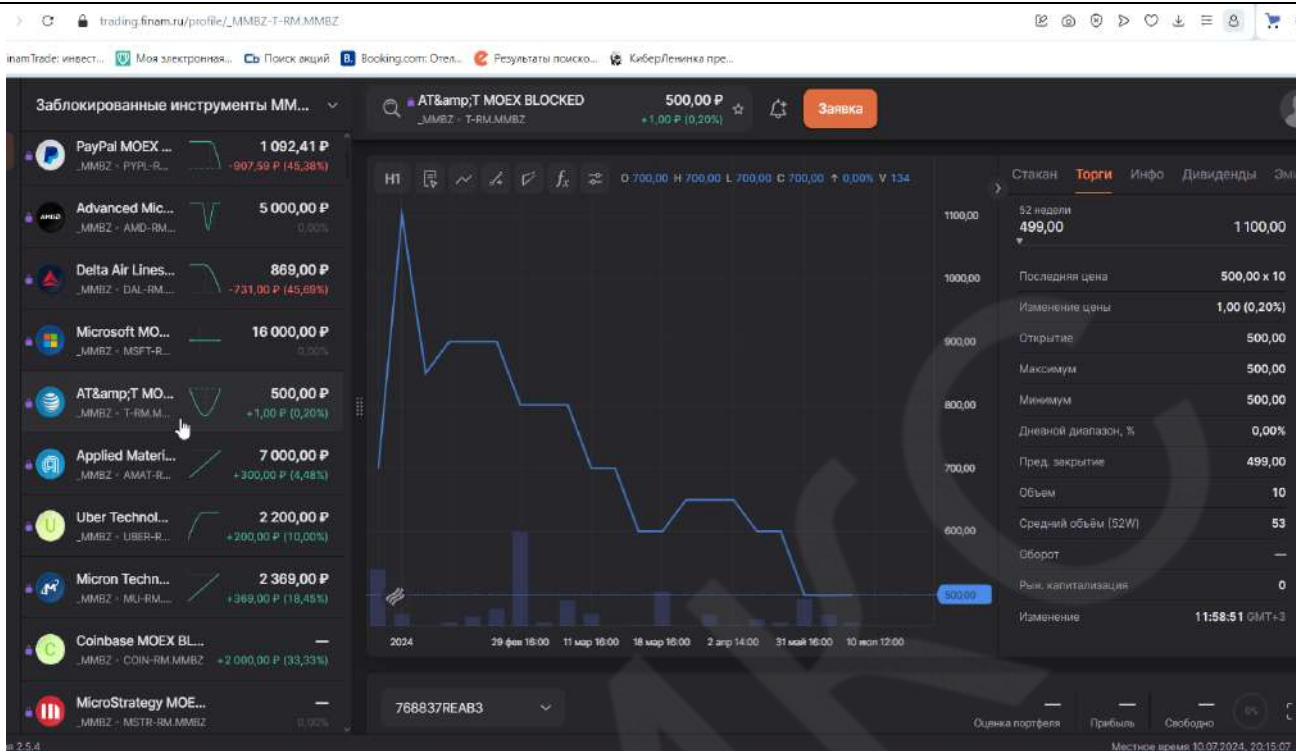 trading.finam.ru/profile/_MMBZ-T-RM.MMBZ
inamTrade: инвест... Моя электронная... Сь Поиск акций B. Booking.com: Отел... Результаты поиско... КиберЛенинка пре...
Заблокированные инструменты ММ...
AT&amp;T MOEX BLOCKED 500,00 ₽ Заявка
_MMBZ - T-RM.MMBZ +1,00 ₽ (0,20%)
PayPal MOEX ... 1 092,41 ₽
_MMBZ - PYPL-R... -907,59 ₽ (45,38%)
Advanced Mic... 5 000,00 ₽
_MMBZ - AMD-RM... 0,00%
Delta Air Lines... 869,00 ₽
_MMBZ - DAL-RM.... -731,00 ₽ (45,69%)
Microsoft MO... 16 000,00 ₽
_MMBZ - MSFT-R... 0,00%
AT&amp;T MO... 500,00 ₽
_MMBZ - T-RM.M... +1,00 ₽ (0,20%)
Applied Materi... 7 000,00 ₽
_MMBZ - AMAT-R... +300,00 ₽ (4,48%)
Uber Technol... 2 200,00 ₽
_MMBZ - UBER-R... +200,00 ₽ (10,00%)
Micron Techn... 2 369,00 ₽
_MMBZ - MU-RM.... +369,00 ₽ (18,45%)
Coinbase MOEX BL... —
_MMBZ - COIN-RM.MMBZ +2 000,00 ₽ (33,33%)
MicroStrategy MOE... —
_MMBZ - MSTR-RM.MMBZ 0,00%
H1 fx O 700,00 H 700,00 L 700,00 C 700,00 ↑ 0,00% V 134
1100,00
1000,00
900,00
800,00
700,00
600,00
500,00
2024 29 фев 16:00 11 мар 16:00 18 мар 16:00 2 апр 14:00 31 май 16:00 10 июл 12:00
Стакан Торги Инфо Дивиденды Эми
52 недели
499,00 1 100,00
Последняя цена 500,00 x 10
Изменение цены 1,00 (0,20%)
Открытие 500,00
Максимум 500,00
Минимум 500,00
Дневной диапазон, % 0,00%
Пред. закрытие 499,00
Объём 10
Средний объём (52W) 53
Оборот —
Рын. капитализация 0
Изменение 11:58:51 GMT+3
768837REAB3
Оценка портфеля Прибыль Свободно 0%
2.5.4
Местное время 10.07.2024, 20:15:07
МКС